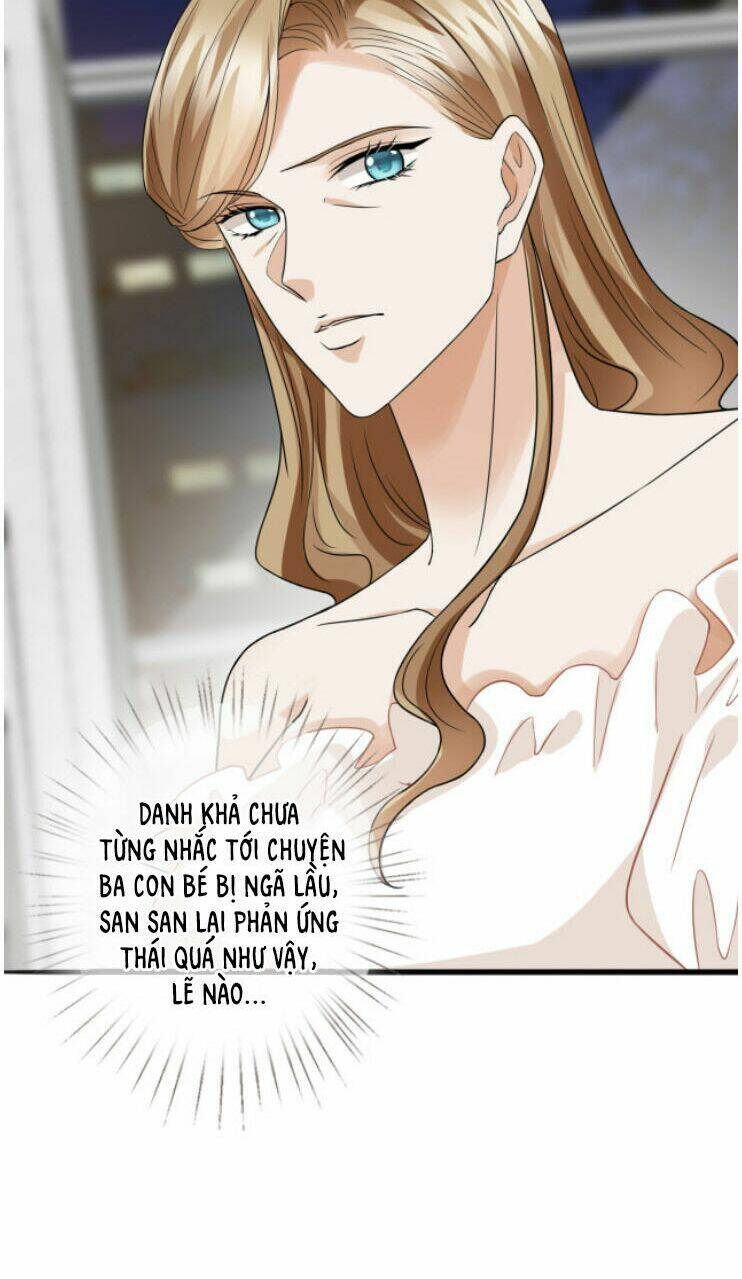 DANH KHẢ CHƯA
TỪNG NHẮC TỚI CHUYỆN
BA CON BÉ BỊ NGÃ LẦU,
SAN SAN LẠI PHẢN ỨNG
THÁI QUÁ NHƯ VẬY,
LẼ NÀO...